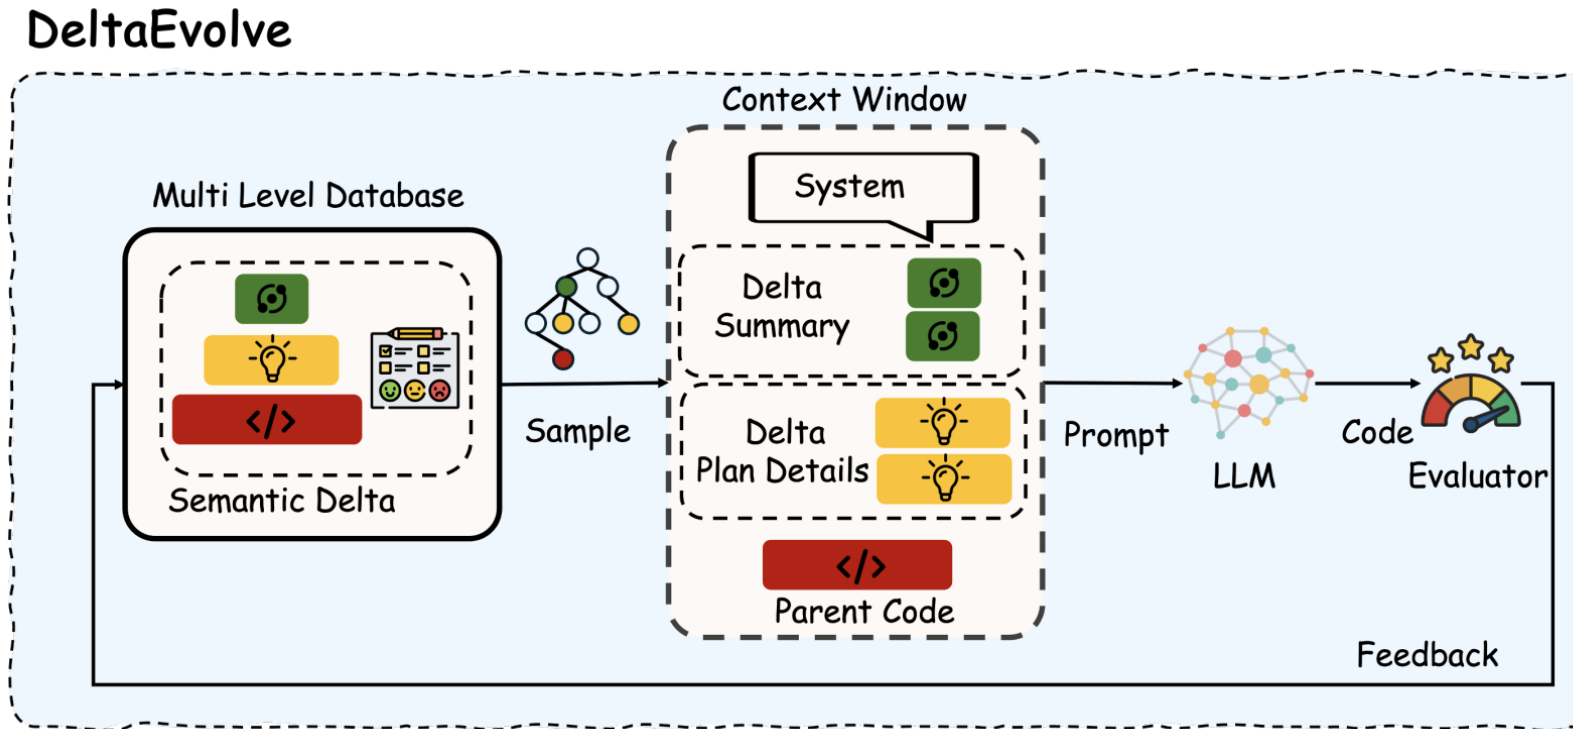 DeltaEvolve
Context Window
Multi Level Database
System
Delta
Summary
</>
Semantic Delta
Sample
Delta
Plan Details
</>
Parent Code
Prompt
LLM
Code
Evaluator
Feedback